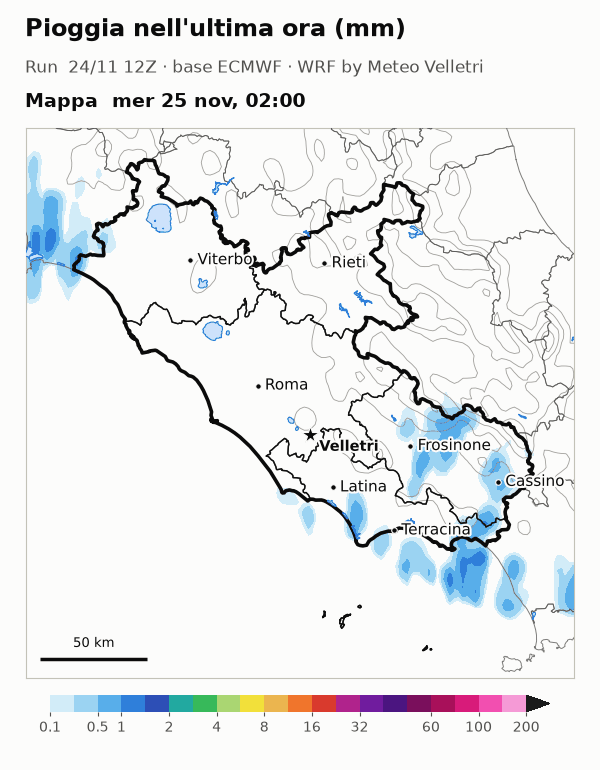 Pioggia nell'ultima ora (mm)
Run 24/11 12Z · base ECMWF · WRF by Meteo Velletri
Mappa mer 25 nov, 02:00
Viterbo
Rieti
Roma
Velletri
Frosinone
Latina
Cassino
Terracina
50 km
0.1 0.5 1 2 4 8 16 32 60 100 200